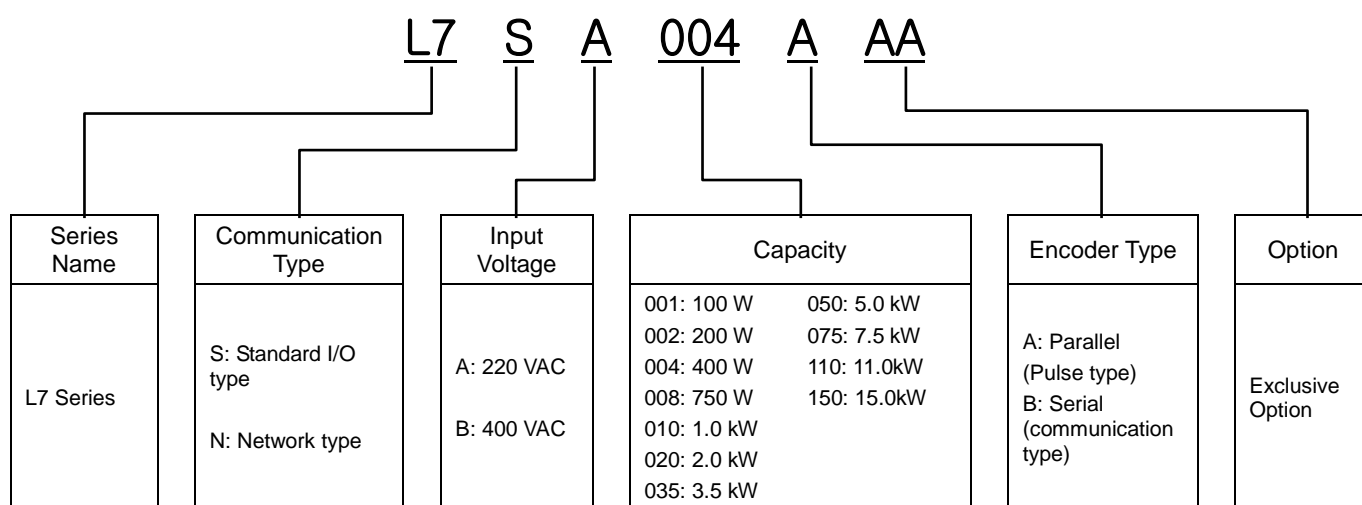 L7 S A 004 A AA
Series
Name
L7 Series
Communication
Type
S: Standard I/O
type
N: Network type
Input
Voltage
A: 220 VAC
B: 400 VAC
Capacity
001: 100 W
002: 200 W
004: 400 W
008: 750 W
010: 1.0 kW
020: 2.0 kW
035: 3.5 kW
050: 5.0 kW
075: 7.5 kW
110: 11.0kW
150: 15.0kW
Encoder Type
A: Parallel
(Pulse type)
B: Serial
(communication
type)
Option
Exclusive
Option